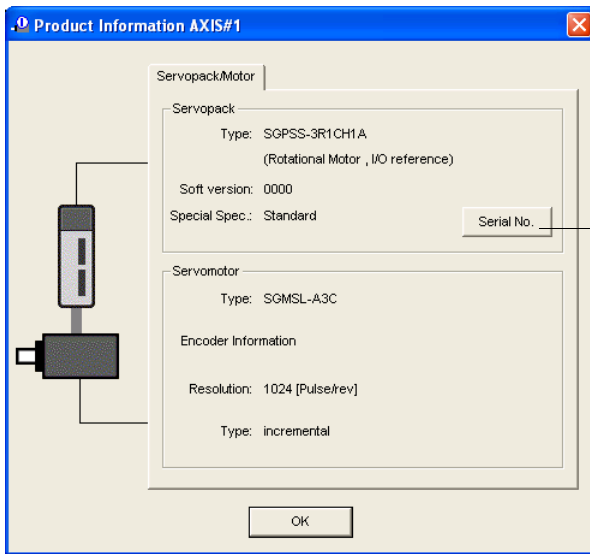 Product Information AXIS#1
Servopack/Motor
Servopack
Type: SGPSS-3R1CH1A
(Rotational Motor , I/O reference)
Soft version: 0000
Special Spec.: Standard
Serial No.
Servomotor
Type: SGMSL-A3C
Encoder Information
Resolution: 1024 [Pulse/rev]
Type: incremental
OK